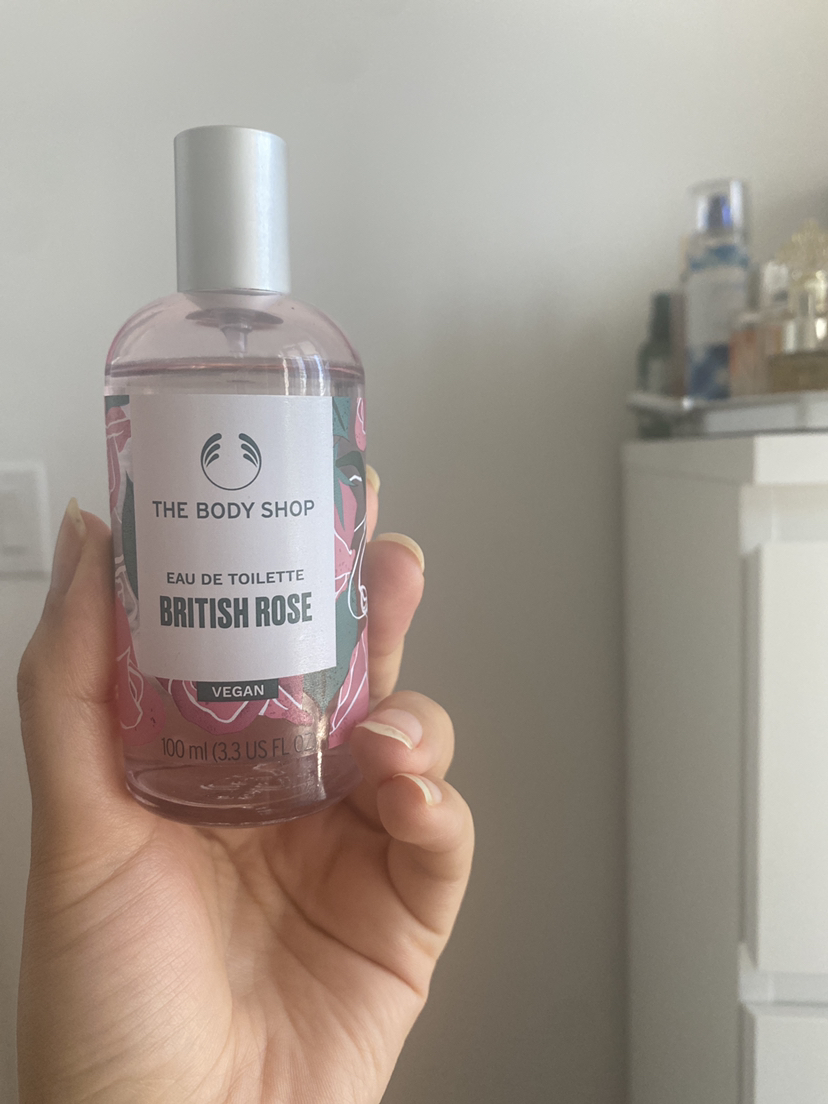 THE BODY SHOP
EAU DE TOILETTE
BRITISH ROSE
VEGAN
100 ml (3.3 US FL OZ)